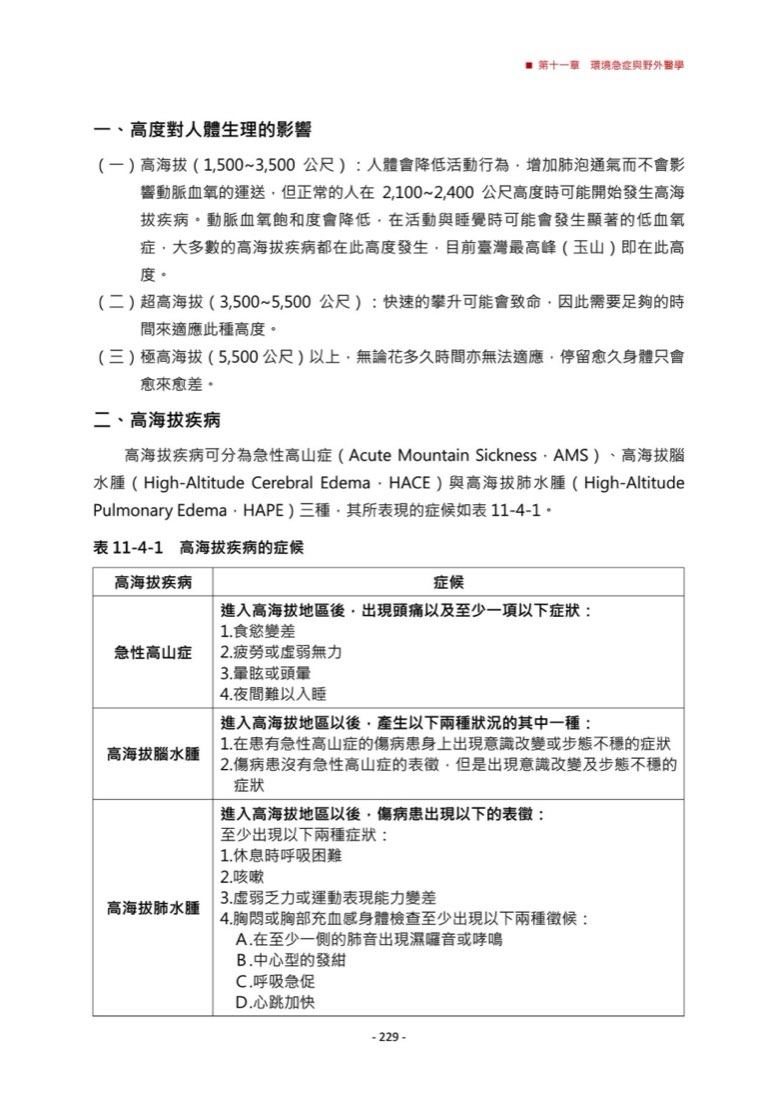 ■ 第十一章 環境急症與野外醫學
一、高度對人體生理的影響
（一）高海拔（1,500~3,500 公尺）：人體會降低活動行為，增加肺泡通氣而不會影
響動脈血氧的運送，但正常的人在 2,100~2,400 公尺高度時可能開始發生高海
拔疾病。動脈血氧飽和度會降低，在活動與睡覺時可能會發生顯著的低血氧
症，大多數的高海拔疾病都在此高度發生，目前臺灣最高峰（玉山）即在此高
度。
（二）超高海拔（3,500~5,500 公尺）：快速的攀升可能會致命，因此需要足夠的時
間來適應此種高度。
（三）極高海拔（5,500 公尺）以上，無論花多久時間亦無法適應，停留愈久身體只會
愈來愈差。
二、高海拔疾病
高海拔疾病可分為急性高山症（Acute Mountain Sickness，AMS）、高海拔腦
水腫（High-Altitude Cerebral Edema，HACE）與高海拔肺水腫（High-Altitude
Pulmonary Edema，HAPE）三種，其所表現的症候如表 11-4-1。
表 11-4-1 高海拔疾病的症候
高海拔疾病 症候
急性高山症
進入高海拔地區後，出現頭痛以及至少一項以下症狀：
1.食慾變差
2.疲勞或虛弱無力
3.暈眩或頭暈
4.夜間難以入睡
高海拔腦水腫
進入高海拔地區以後，產生以下兩種狀況的其中一種：
1.在患有急性高山症的傷病患身上出現意識改變或步態不穩的症狀
2.傷病患沒有急性高山症的表徵，但是出現意識改變及步態不穩的
症狀
高海拔肺水腫
進入高海拔地區以後，傷病患出現以下的表徵：
至少出現以下兩種症狀：
1.休息時呼吸困難
2.咳嗽
3.虛弱乏力或運動表現能力變差
4.胸悶或胸部充血感身體檢查至少出現以下兩種徵候：
A.在至少一側的肺音出現濕囉音或哮鳴
B.中心型的發紺
C.呼吸急促
D.心跳加快
- 229 -